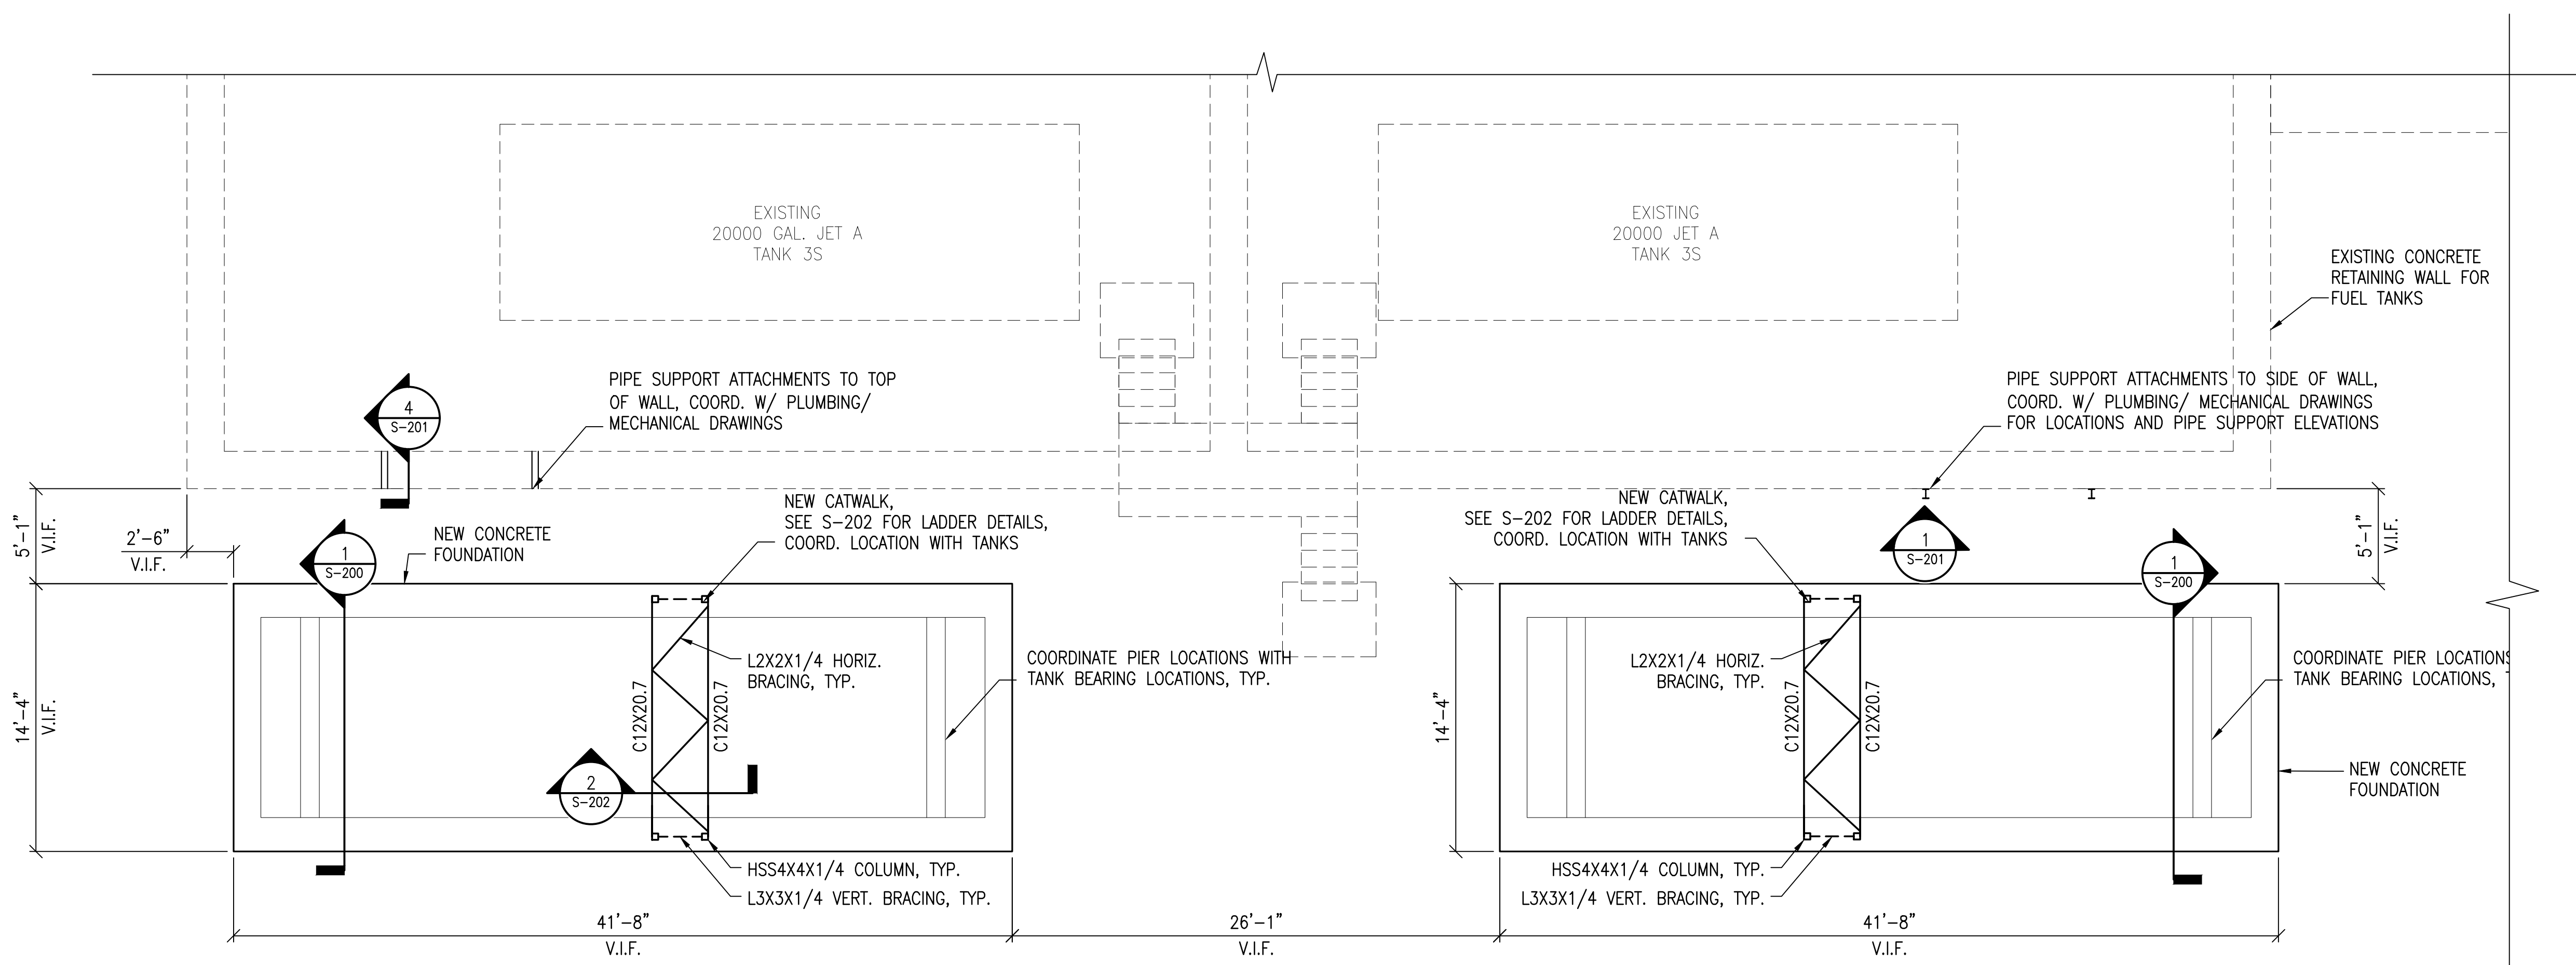 EXISTING
20000 GAL. JET A
TANK 3S
EXISTING
20000 JET A
TANK 3S
EXISTING CONCRETE
RETAINING WALL FOR
FUEL TANKS
PIPE SUPPORT ATTACHMENTS TO TOP
OF WALL, COORD. W/ PLUMBING/
MECHANICAL DRAWINGS
PIPE SUPPORT ATTACHMENTS TO SIDE OF WALL,
COORD. W/ PLUMBING/ MECHANICAL DRAWINGS
FOR LOCATIONS AND PIPE SUPPORT ELEVATIONS
4
S-201
5'-1"
V.I.F.
2'-6"
V.I.F.
1
S-200
NEW CONCRETE
FOUNDATION
NEW CATWALK,
SEE S-202 FOR LADDER DETAILS,
COORD. LOCATION WITH TANKS
NEW CATWALK,
SEE S-202 FOR LADDER DETAILS,
COORD. LOCATION WITH TANKS
1
S-201
1
S-200
5'-1"
V.I.F.
14'-4"
V.I.F.
C12X20.7
C12X20.7
L2X2X1/4 HORIZ.
BRACING, TYP.
COORDINATE PIER LOCATIONS WITH
TANK BEARING LOCATIONS, TYP.
2
S-202
HSS4X4X1/4 COLUMN, TYP.
L3X3X1/4 VERT. BRACING, TYP.
14'-4"
L2X2X1/4 HORIZ.
BRACING, TYP.
C12X20.7
C12X20.7
COORDINATE PIER LOCATIONS
TANK BEARING LOCATIONS,
NEW CONCRETE
FOUNDATION
HSS4X4X1/4 COLUMN, TYP.
L3X3X1/4 VERT. BRACING, TYP.
41'-8"
V.I.F.
26'-1"
V.I.F.
41'-8"
V.I.F.